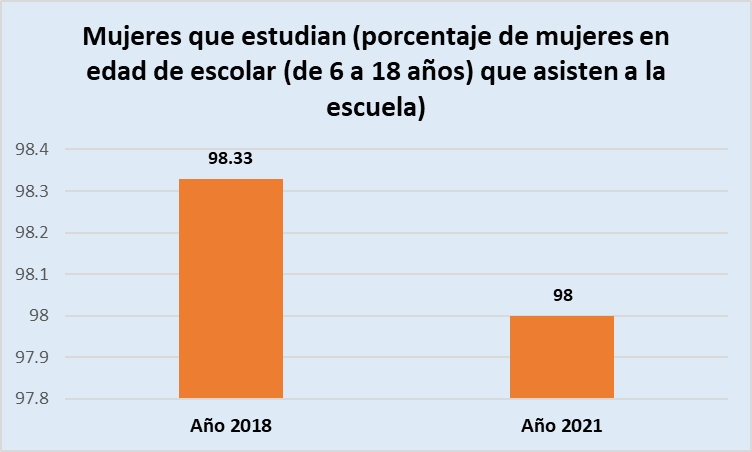 Mujeres que estudian (porcentaje de mujeres en
edad de escolar (de 6 a 18 años) que asisten a la
escuela)
98.4
98.3
98.2
98.1
98
97.9
97.8
98.33
98
Año 2018
Año 2021